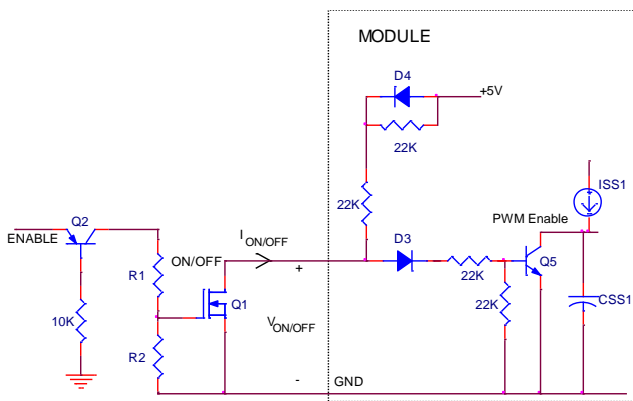 MODULE
D4
+5V
22K
ISS1
22K
Q2
PWM Enable
ENABLE
I ON/OFF
D3
ON/OFF
R1
22K
Q5
+
Q1
22K
CSS1
10K
V ON/OFF
R2
-
GND